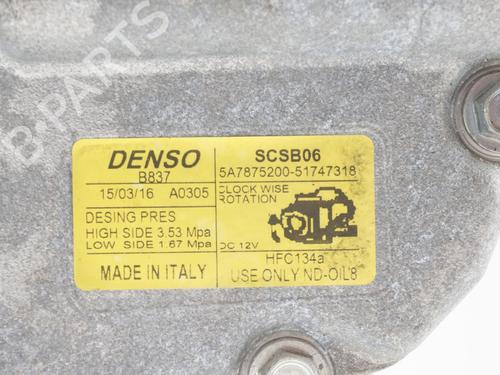 B-PARTS
DENSO
B837
15/03/16 A0305
DESING PRES
HIGH SIDE 3.53 Mpa
LOW SIDE 1.67 Mpa
MADE IN ITALY
SCSB06
5A7875200-51747318
CLOCK WISE
ROTATION
DC 12V
HFC134a
USE ONLY ND-OIL8